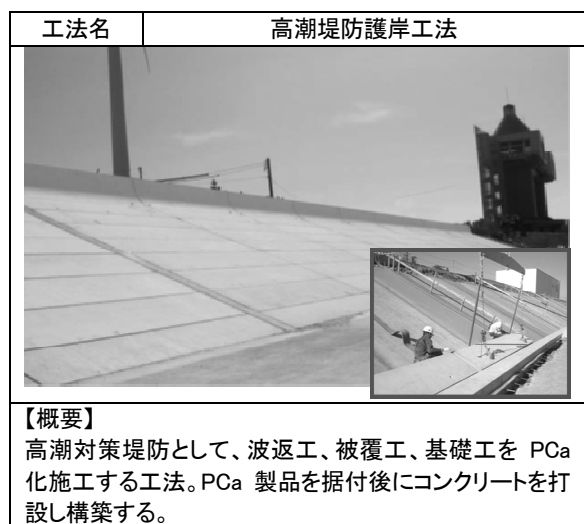 工法名 高潮堤防護岸工法
【概要】
高潮対策堤防として、波返工、被覆工、基礎工を PCa
化施工する工法。PCa 製品を据付後にコンクリートを打
設し構築する。